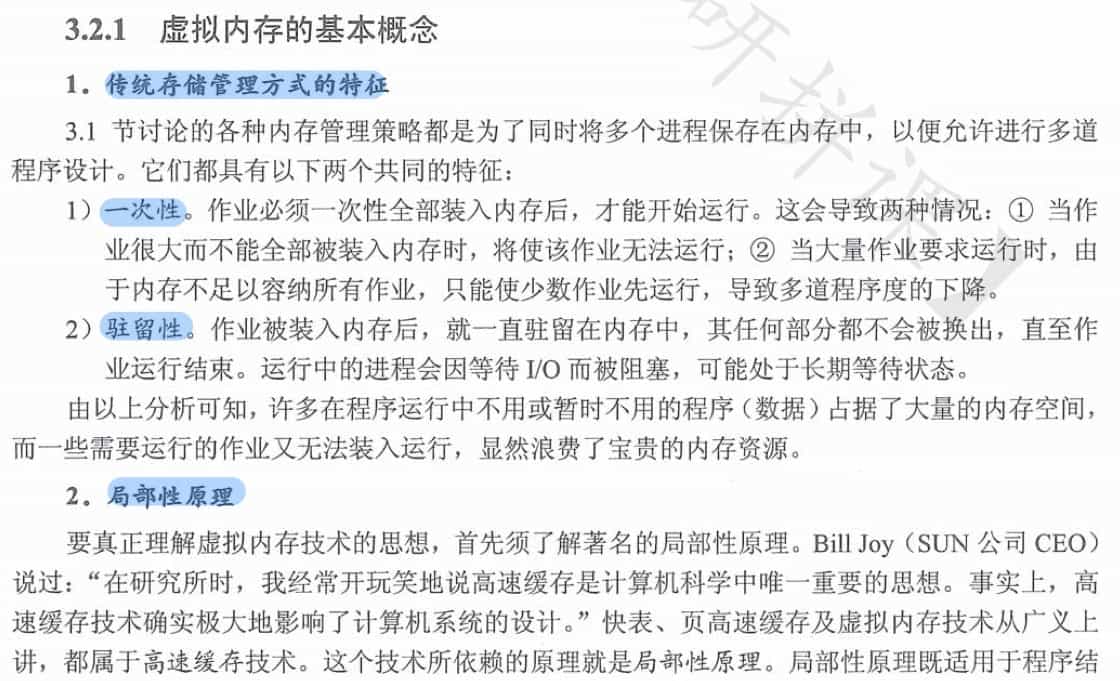 3.2.1 虚拟内存的基本概念
1．传统存储管理方式的特征
3.1 节讨论的各种内存管理策略都是为了同时将多个进程保存在内存中，以便允许进行多道
程序设计。它们都具有以下两个共同的特征：
1）一次性。作业必须一次性全部装入内存后，才能开始运行。这会导致两种情况：① 当作
业很大而不能全部被装入内存时，将使该作业无法运行；② 当大量作业要求运行时，由
于内存不足以容纳所有作业，只能使少数作业先运行，导致多道程序度的下降。
2）驻留性。作业被装入内存后，就一直驻留在内存中，其任何部分都不会被换出，直至作
业运行结束。运行中的进程会因等待 I/O 而被阻塞，可能处于长期等待状态。
由以上分析可知，许多在程序运行中不用或暂时不用的程序（数据）占据了大量的内存空间，
而一些需要运行的作业又无法装入运行，显然浪费了宝贵的内存资源。
2．局部性原理
要真正理解虚拟内存技术的思想，首先须了解著名的局部性原理。Bill Joy（SUN 公司 CEO）
说过：“在研究所时，我经常开玩笑地说高速缓存是计算机科学中唯一重要的思想。事实上，高
速缓存技术确实极大地影响了计算机系统的设计。”快表、页高速缓存及虚拟内存技术从广义上
讲，都属于高速缓存技术。这个技术所依赖的原理就是局部性原理。局部性原理既适用于程序结